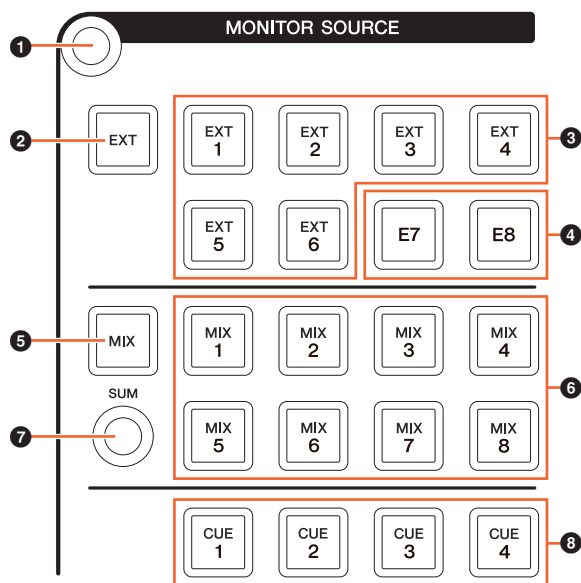 MONITOR SOURCE
1
2
EXT
EXT 1
EXT 2
EXT 3
EXT 4
3
EXT 5
EXT 6
E7
E8
4
5
MIX
MIX 1
MIX 2
MIX 3
MIX 4
6
SUM
7
MIX 5
MIX 6
MIX 7
MIX 8
CUE 1
CUE 2
CUE 3
CUE 4
8